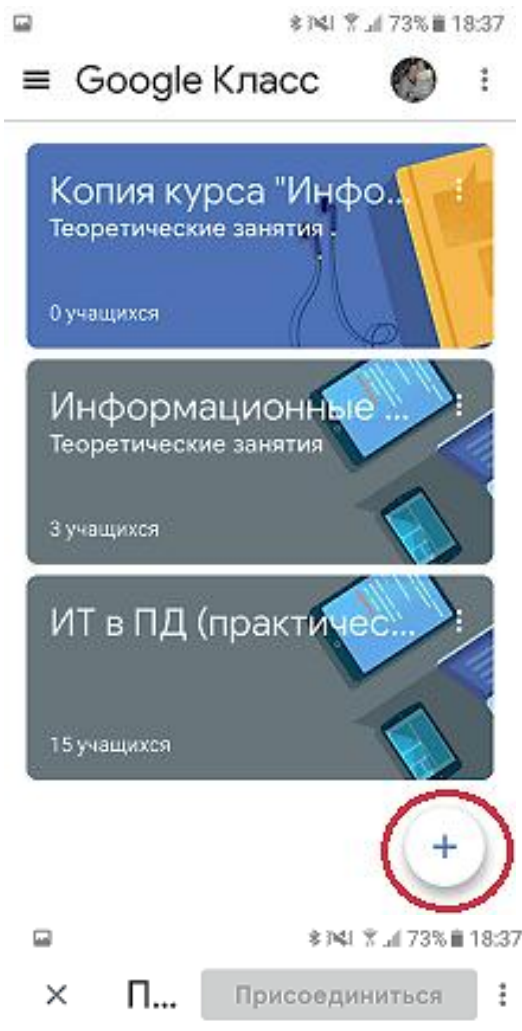 73% 18:37
Google Класс
Копия курса "Инфо...
Теоретические занятия .
0 учащихся
Информационные ...
Теоретические занятия
3 учащихся
ИТ в ПД (практичес...
15 учащихся
+
73% 18:37
× П... Присоединиться